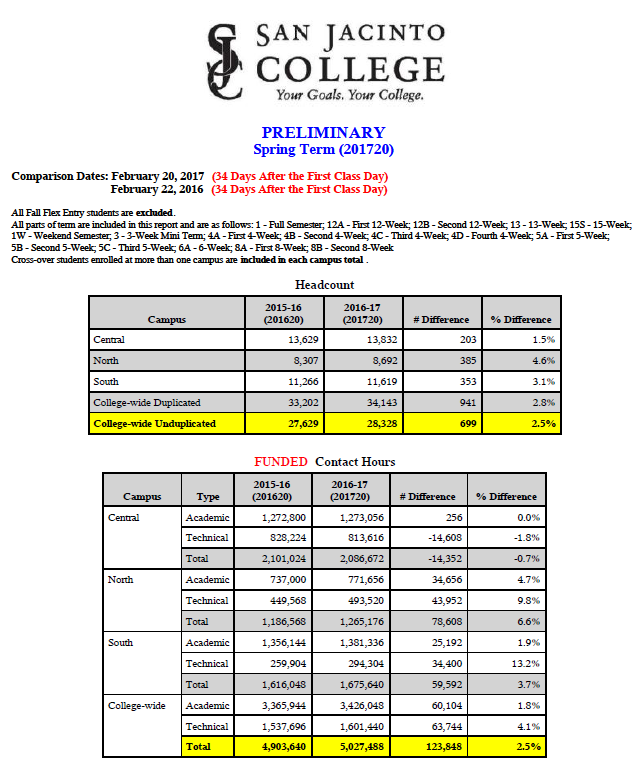 SAN JACINTO
COLLEGE
Your Goals. Your College.
PRELIMINARY
Spring Term (201720)
Comparison Dates: February 20, 2017 (34 Days After the First Class Day)
February 22, 2016 (34 Days After the First Class Day)
All Fall Flex Entry students are excluded.
All parts of term are included in this report and are as follows: 1 - Full Semester; 12A - First 12-Week; 12B - Second 12-Week; 13 - 13-Week; 15S - 15-Week;
1W - Weekend Semester; 3 - 3-Week Mini Term; 4A - First 4-Week; 4B - Second 4-Week; 4C - Third 4-Week; 4D - Fourth 4-Week; 5A - First 5-Week;
5B - Second 5-Week; 5C - Third 5-Week; 6A - 6-Week; 8A - First 8-Week; 8B - Second 8-Week
Cross-over students enrolled at more than one campus are included in each campus total .
Headcount
Campus 2015-16 (201620) 2016-17 (201720) # Difference % Difference
Central 13,629 13,832 203 1.5%
North 8,307 8,692 385 4.6%
South 11,266 11,619 353 3.1%
College-wide Duplicated 33,202 34,143 941 2.8%
College-wide Unduplicated 27,629 28,328 699 2.5%
FUNDED Contact Hours
Campus Type 2015-16 (201620) 2016-17 (201720) # Difference % Difference
Central Academic 1,272,800 1,273,056 256 0.0%
Technical 828,224 813,616 -14,608 -1.8%
Total 2,101,024 2,086,672 -14,352 -0.7%
North Academic 737,000 771,656 34,656 4.7%
Technical 449,568 493,520 43,952 9.8%
Total 1,186,568 1,265,176 78,608 6.6%
South Academic 1,356,144 1,381,336 25,192 1.9%
Technical 259,904 294,304 34,400 13.2%
Total 1,616,048 1,675,640 59,592 3.7%
College-wide Academic 3,365,944 3,426,048 60,104 1.8%
Technical 1,537,696 1,601,440 63,744 4.1%
Total 4,903,640 5,027,488 123,848 2.5%